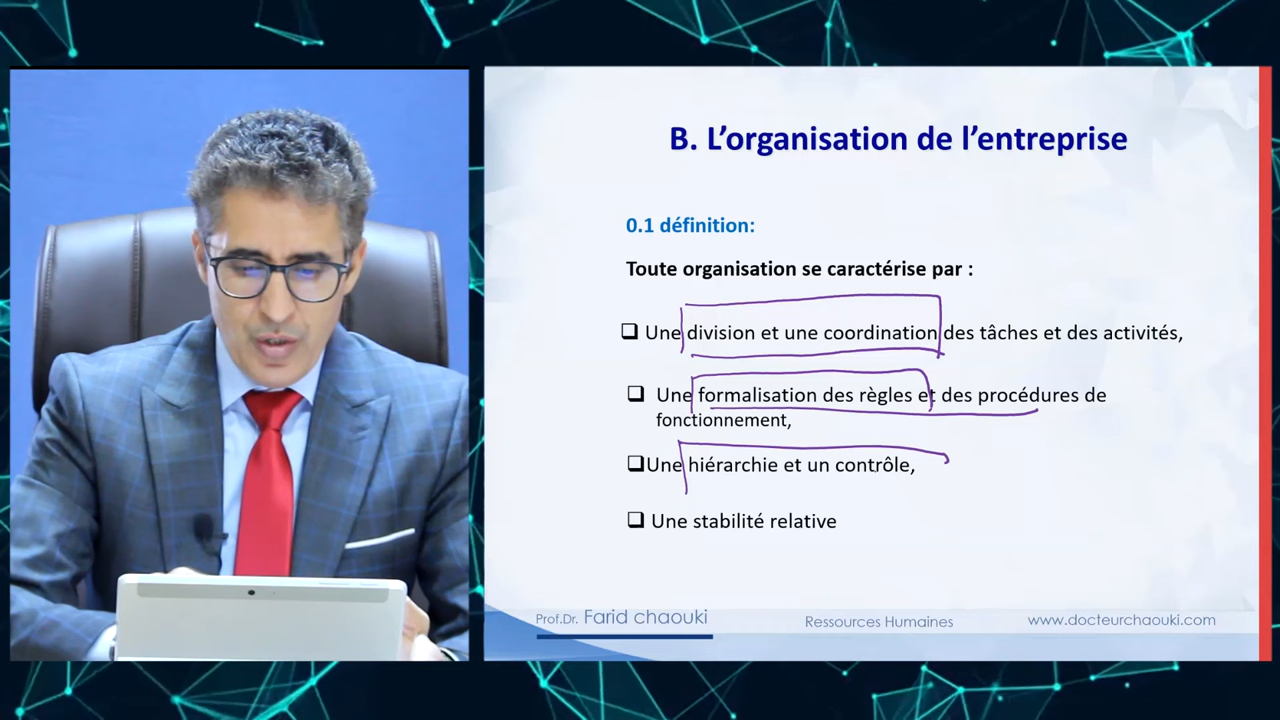 B. L’organisation de l’entreprise
0.1 définition:
Toute organisation se caractérise par :
Une division et une coordination des tâches et des activités,
Une formalisation des règles et des procédures de
fonctionnement,
Une hiérarchie et un contrôle,
Une stabilité relative
Prof.Dr. Farid chaouki
Ressources Humaines
www.docteurchaouki.com